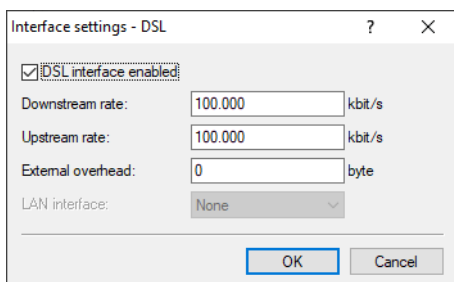 Interface settings - DSL ? X
DSL interface enabled
Downstream rate: 100.000 kbit/s
Upstream rate: 100.000 kbit/s
External overhead: 0 byte
LAN interface: None
OK Cancel